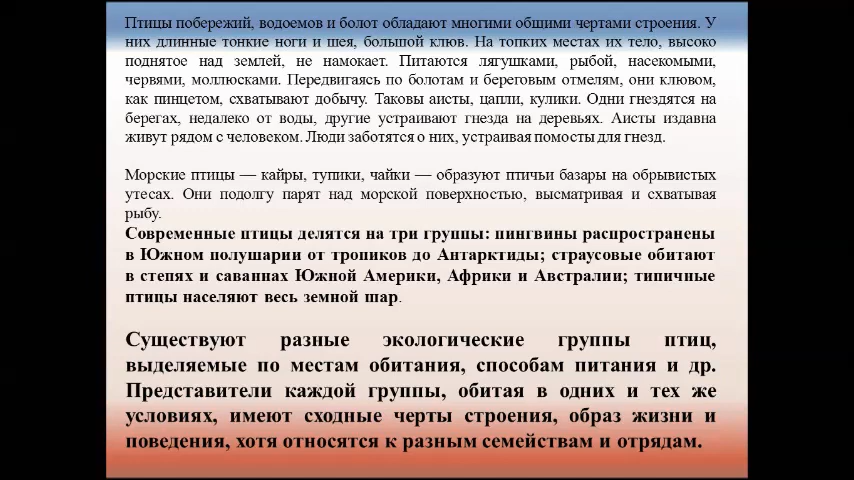 Птицы побережий, водоемов и болот обладают многими общими чертами строения. У
них длинные тонкие ноги и шея, большой клюв. На топких местах их тело, высоко
поднятое над землей, не намокает. Питаются лягушками, рыбой, насекомыми,
червями, моллюсками. Передвигаясь по болотам и береговым отмелям, они клювом,
как пинцетом, схватывают добычу. Таковы аисты, цапли, кулики. Одни гнездятся на
берегах, недалеко от воды, другие устраивают гнезда на деревьях. Аисты издавна
живут рядом с человеком. Люди заботятся о них, устраивая помосты для гнезд.
Морские птицы — кайры, тупики, чайки — образуют птичьи базары на обрывистых
утесах. Они подолгу парят над морской поверхностью, высматривая и схватывая
рыбу.
Современные птицы делятся на три группы: пингвины распространены
в Южном полушарии от тропиков до Антарктиды; страусовые обитают
в степях и саваннах Южной Америки, Африки и Австралии; типичные
птицы населяют весь земной шар.
Существуют разные экологические группы птиц,
выделяемые по местам обитания, способам питания и др.
Представители каждой группы, обитая в одних и тех же
условиях, имеют сходные черты строения, образ жизни и
поведения, хотя относятся к разным семействам и отрядам.